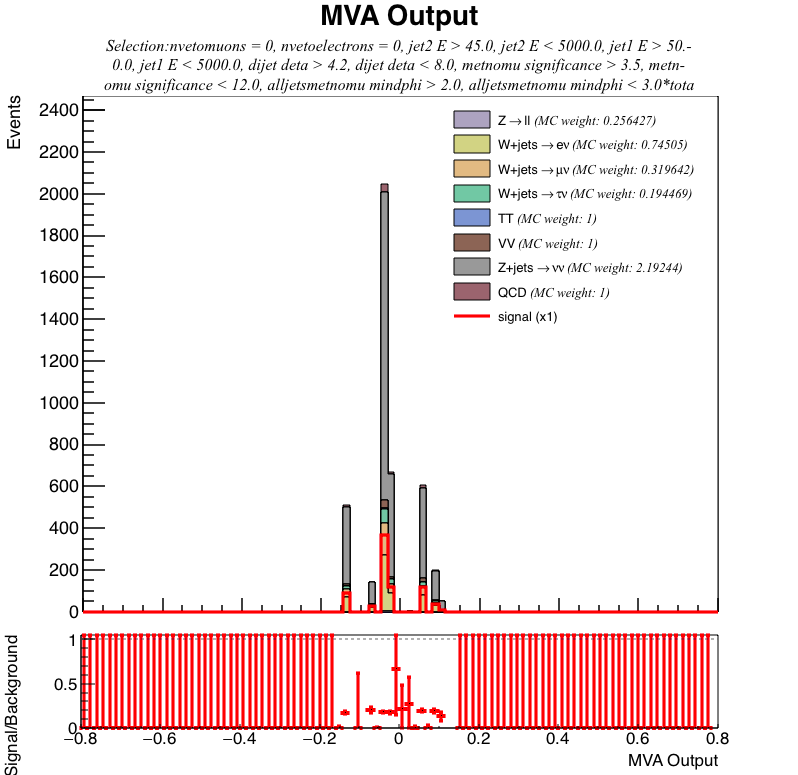 MVA Output
Selection:nvetomuons = 0, nvetoelectrons = 0, jet2 E > 45.0, jet2 E < 5000.0, jet1 E > 50.-
0.0, jet1 E < 5000.0, dijet deta > 4.2, dijet deta < 8.0, metnomu significance > 3.5, metn-
omu significance < 12.0, alljetsmetnomu mindphi > 2.0, alljetsmetnomu mindphi < 3.0*tota
Events
2400
2200
2000
1800
1600
1400
1200
1000
800
600
400
200
0
Z→ll (MC weight: 0.256427)
W+jets→eν (MC weight: 0.74505)
W+jets→μν (MC weight: 0.319642)
W+jets→τν (MC weight: 0.194469)
TT (MC weight: 1)
VV (MC weight: 1)
Z+jets→νν (MC weight: 2.19244)
QCD (MC weight: 1)
signal (x1)
Signal/Background
1
0.5
0
−0.8 −0.6 −0.4 −0.2 0 0.2 0.4 0.6 0.8
MVA Output